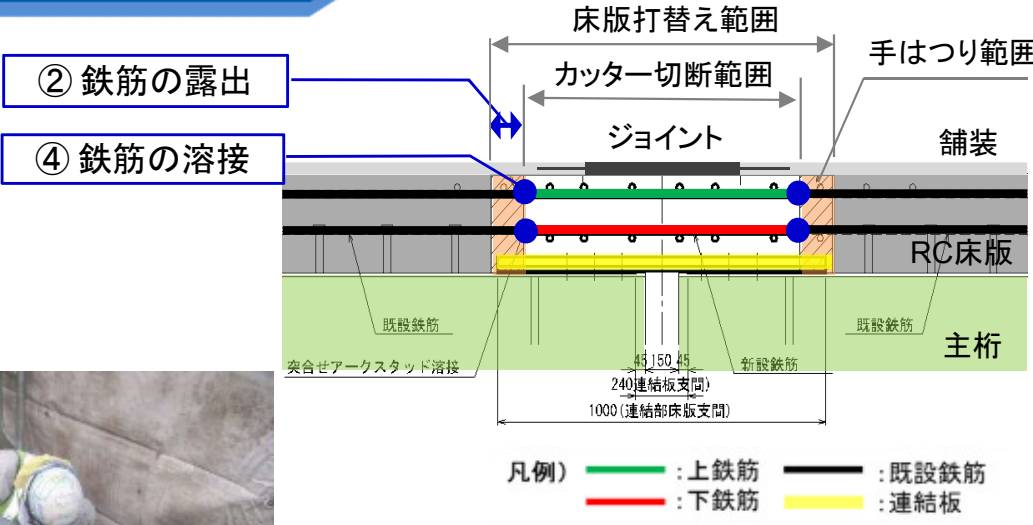 床版打替え範囲
手はつり範囲
② 鉄筋の露出
カッター切断範囲
ジョイント
舗装
④ 鉄筋の溶接
RC床版
既設鉄筋
既設鉄筋
主桁
突合せアークスタッド溶接
45 150 45
新設鉄筋
240(連結板支間)
1000(連結部床版支間)
凡例)
:上鉄筋
:既設鉄筋
:下鉄筋
:連結板